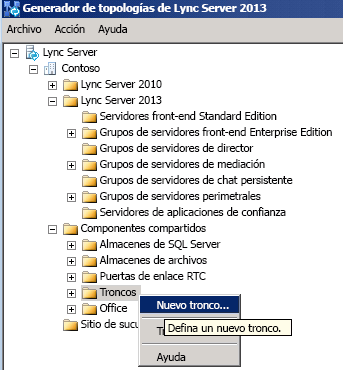 Generador de topologías de Lync Server 2013
Archivo Acción Ayuda
Lync Server
Contoso
Lync Server 2010
Lync Server 2013
Servidores front-end Standard Edition
Grupos de servidores front-end Enterprise Edition
Grupos de servidores de director
Grupos de servidores de mediación
Grupos de servidores de chat persistente
Grupos de servidores perimetrales
Servidores de aplicaciones de confianza
Componentes compartidos
Almacenes de SQL Server
Almacenes de archivos
Puertas de enlace RTC
Troncos
Nuevo tronco...
Office
Sitio de
Defina un nuevo tronco.
Ayuda